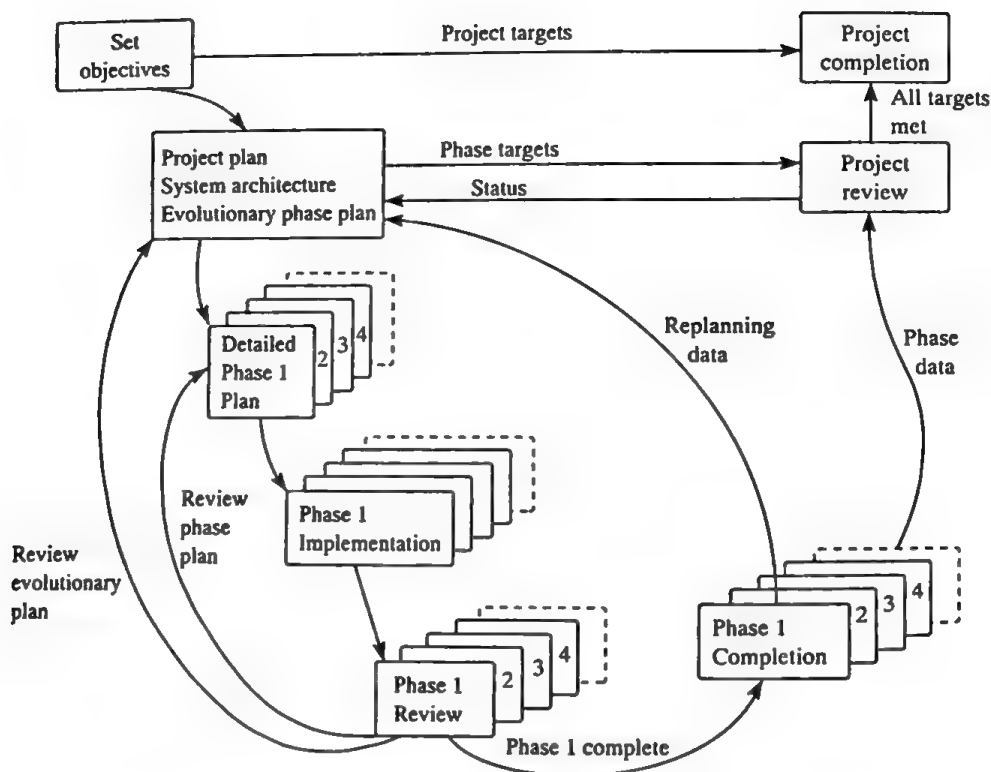 Set
objectives
Project targets
Project
completion
All targets
met
Project plan
System architecture
Evolutionary phase plan
Phase targets
Status
Project
review
Detailed
Phase 1
Plan
2
3
4
Replanning
data
Phase
data
Phase 1
Implementation
Review
phase
plan
Review
evolutionary
plan
Phase 1
Review
2
3
4
Phase 1
Completion
2
3
4
Phase 1 complete